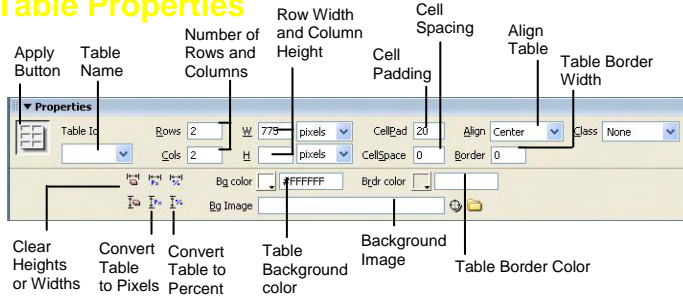 Table Properties
Apply
Button
Table
Name
Number of
Rows and
Columns
Row Width
and Column
Height
Cell
Padding
Cell
Spacing
Align
Table
Table Border
Width
Properties
Table Id
Rows 2 W 775 pixels CellPad 20 Align Center Class None
Cols 2 H pixels CellSpace 0 Border 0
Bg color #FFFFFF Brdr color
Bg Image
Clear
Heights
or Widths
Convert
Table
to Pixels
Convert
Table to
Percent
Table
Background
color
Background
Image
Table Border Color